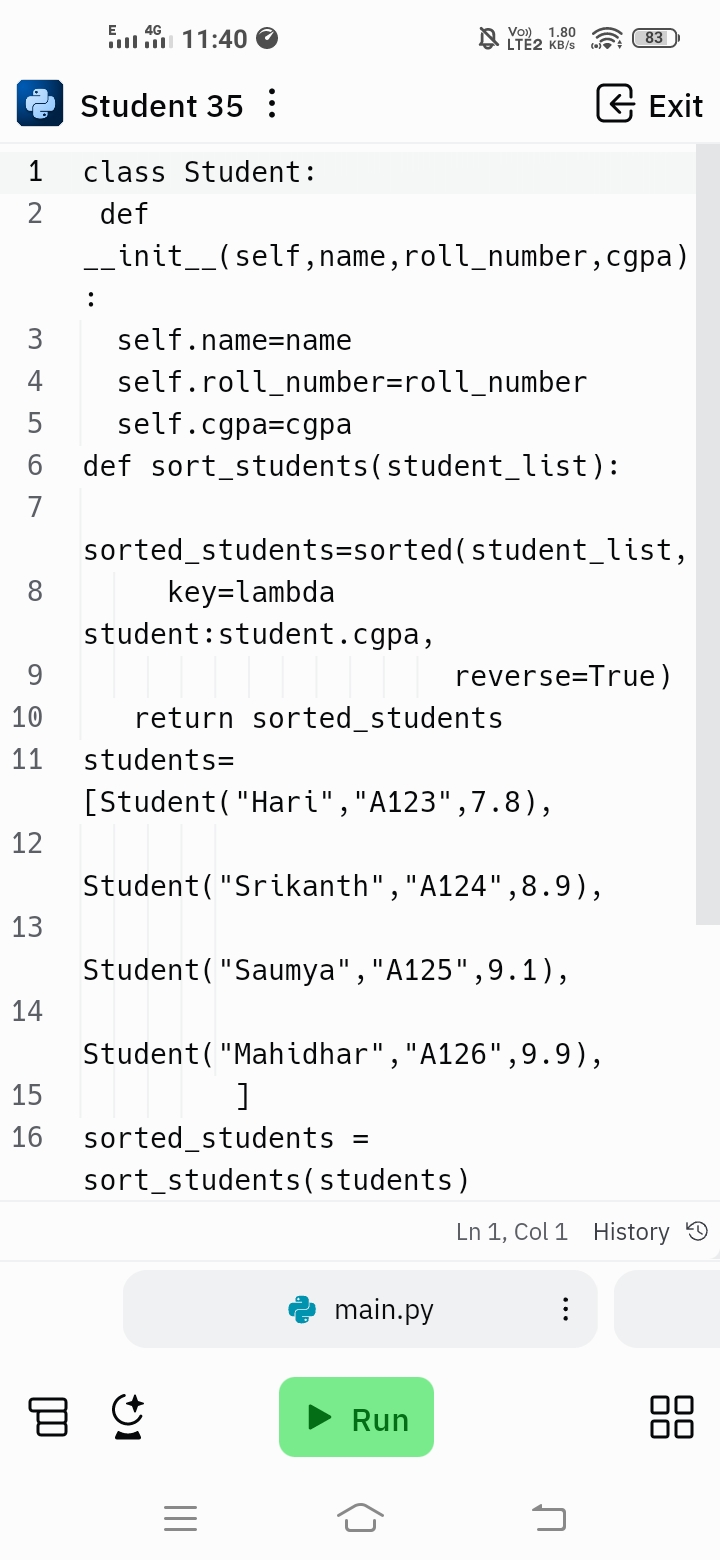 E 4G 11:40 Vo)) LTE2 1.80 KB/s 83
Student 35 Exit
1 class Student:
2  def
__init__(self,name,roll_number,cgpa)
:
3   self.name=name
4   self.roll_number=roll_number
5   self.cgpa=cgpa
6 def sort_students(student_list):
7
sorted_students=sorted(student_list,
8      key=lambda
student:student.cgpa,
9                       reverse=True)
10    return sorted_students
11 students=
[Student("Hari","A123",7.8),
12
Student("Srikanth","A124",8.9),
13
Student("Saumya","A125",9.1),
14
Student("Mahidhar","A126",9.9),
15          ]
16 sorted_students =
sort_students(students)
Ln 1, Col 1 History
main.py
Run